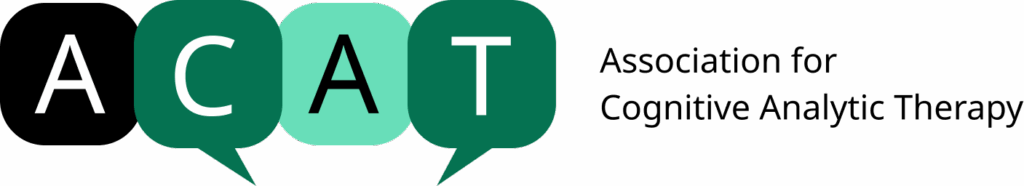 ACAT
Association for
Cognitive Analytic Therapy